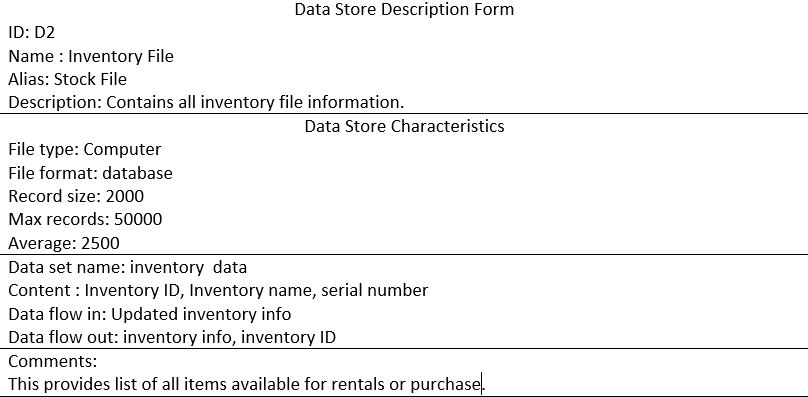 Data Store Description Form
ID: D2
Name : Inventory File
Alias: Stock File
Description: Contains all inventory file information.
Data Store Characteristics
File type: Computer
File format: database
Record size: 2000
Max records: 50000
Average: 2500
Data set name: inventory  data
Content : Inventory ID, Inventory name, serial number
Data flow in: Updated inventory info
Data flow out: inventory info, inventory ID
Comments:
This provides list of all items available for rentals or purchase.